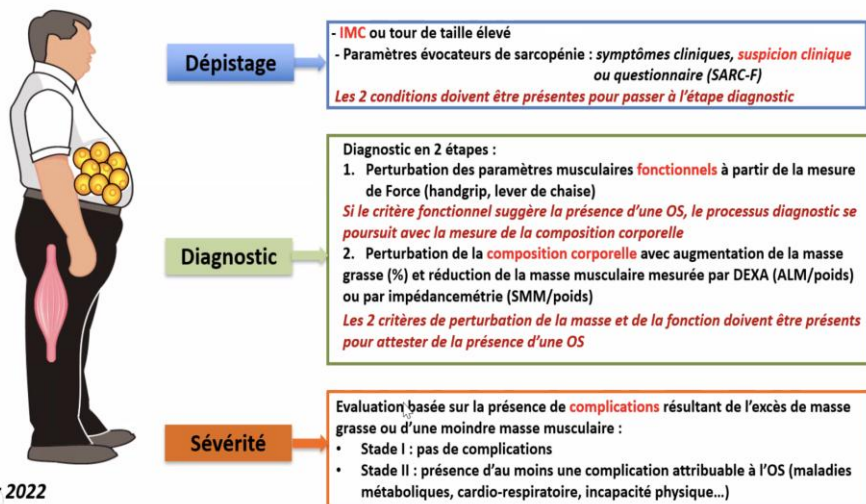 Dépistage
- IMC ou tour de taille élevé
- Paramètres évocateurs de sarcopénie : symptômes cliniques, suspicion clinique
ou questionnaire (SARC-F)
Les 2 conditions doivent être présentes pour passer à l'étape diagnostic
Diagnostic
Diagnostic en 2 étapes :
1. Perturbation des paramètres musculaires fonctionnels à partir de la mesure
de Force (handgrip, lever de chaise)
Si le critère fonctionnel suggère la présence d'une OS, le processus diagnostic se
poursuit avec la mesure de la composition corporelle
2. Perturbation de la composition corporelle avec augmentation de la masse
grasse (%) et réduction de la masse musculaire mesurée par DEXA (ALM/poids)
ou par impédancemétrie (SMM/poids)
Les 2 critères de perturbation de la masse et de la fonction doivent être présents
pour attester de la présence d'une OS
Sévérité
Evaluation basée sur la présence de complications résultant de l'excès de masse
grasse ou d'une moindre masse musculaire :
• Stade I : pas de complications
• Stade II : présence d'au moins une complication attribuable à l'OS (maladies
métaboliques, cardio-respiratoire, incapacité physique...)
2022